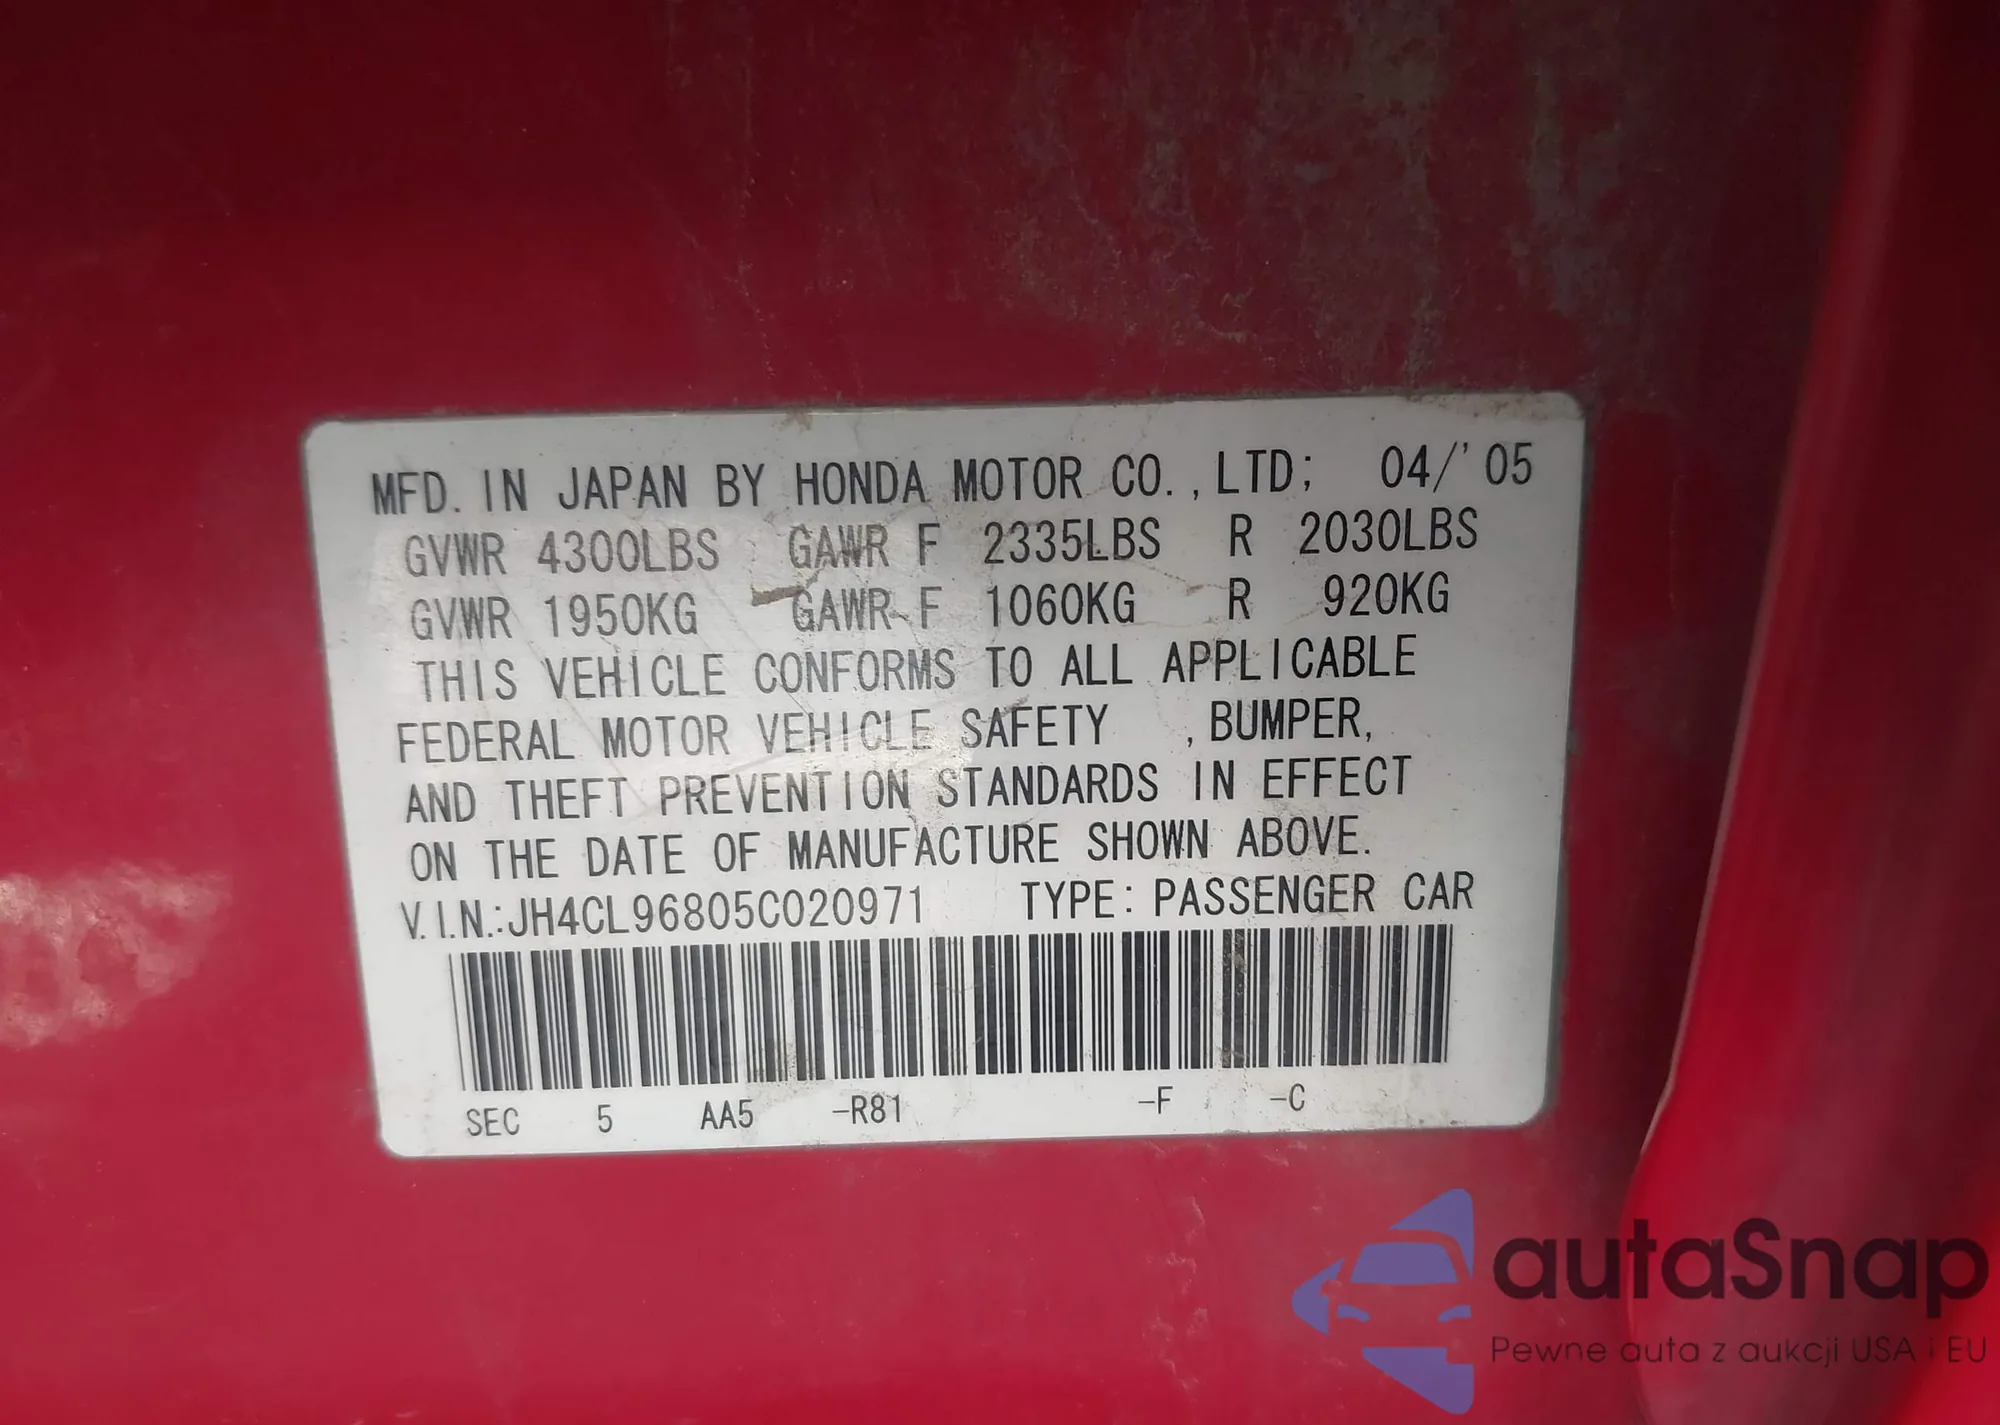 MFD. IN JAPAN BY HONDA MOTOR CO., LTD; 04/'05
GVWR 4300LBS GAWR F 2335LBS R 2030LBS
GVWR 1950KG GAWR F 1060KG R 920KG
THIS VEHICLE CONFORMS TO ALL APPLICABLE
FEDERAL MOTOR VEHICLE SAFETY , BUMPER,
AND THEFT PREVENTION STANDARDS IN EFFECT
ON THE DATE OF MANUFACTURE SHOWN ABOVE.
V.I.N.:JH4CL96805C020971 TYPE: PASSENGER CAR
SEC 5 AA5 -R81 -F -C
autaSnap
Pewne auta z aukcji USA i EU